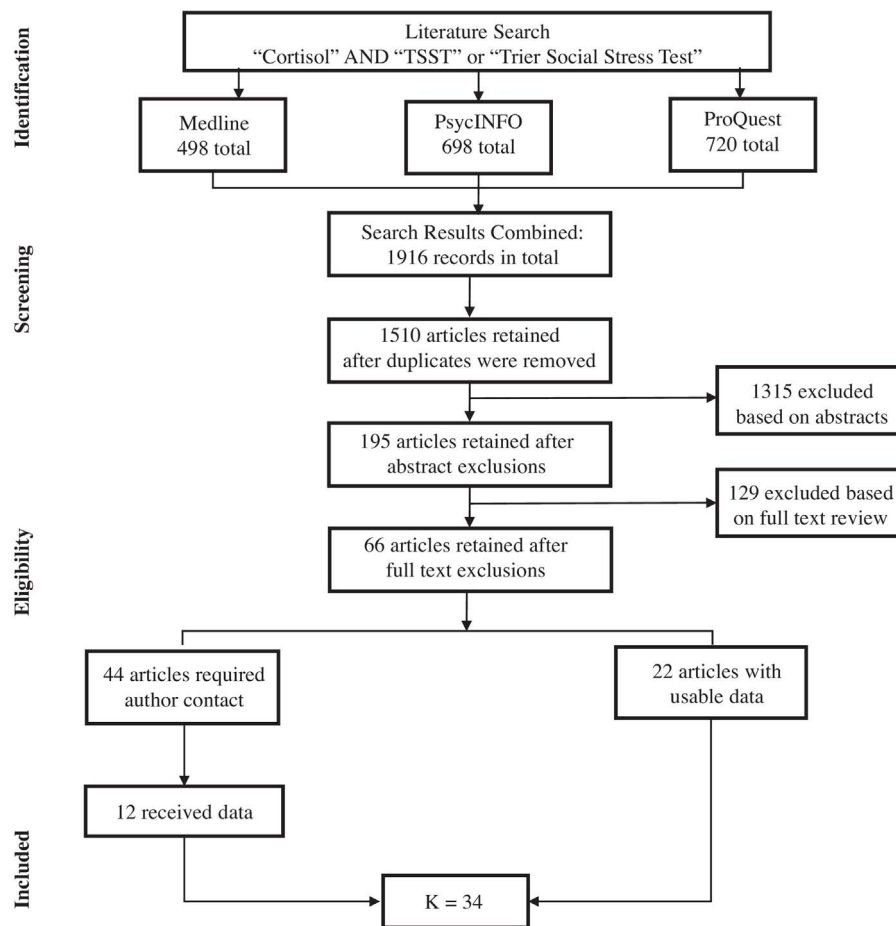 Identification
Literature Search
“Cortisol” AND “TSST” or “Trier Social Stress Test”
Medline
498 total
PsycINFO
698 total
ProQuest
720 total
Screening
Search Results Combined:
1916 records in total
1510 articles retained
after duplicates were removed
1315 excluded
based on abstracts
195 articles retained after
abstract exclusions
129 excluded based
on full text review
Eligibility
66 articles retained after
full text exclusions
44 articles required
author contact
22 articles with
usable data
12 received data
Included
K = 34